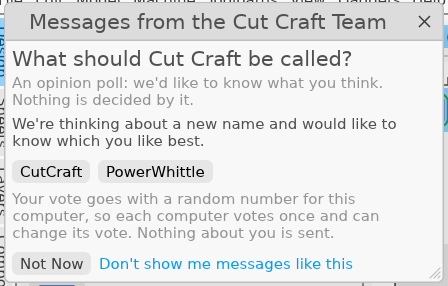 Messages from the Cut Craft Team
What should Cut Craft be called?
An opinion poll: we'd like to know what you think.
Nothing is decided by it.
We're thinking about a new name and would like to
know which you like best.
CutCraft PowerWhittle
Your vote goes with a random number for this
computer, so each computer votes once and can
change its vote. Nothing about you is sent.
Not Now Don't show me messages like this